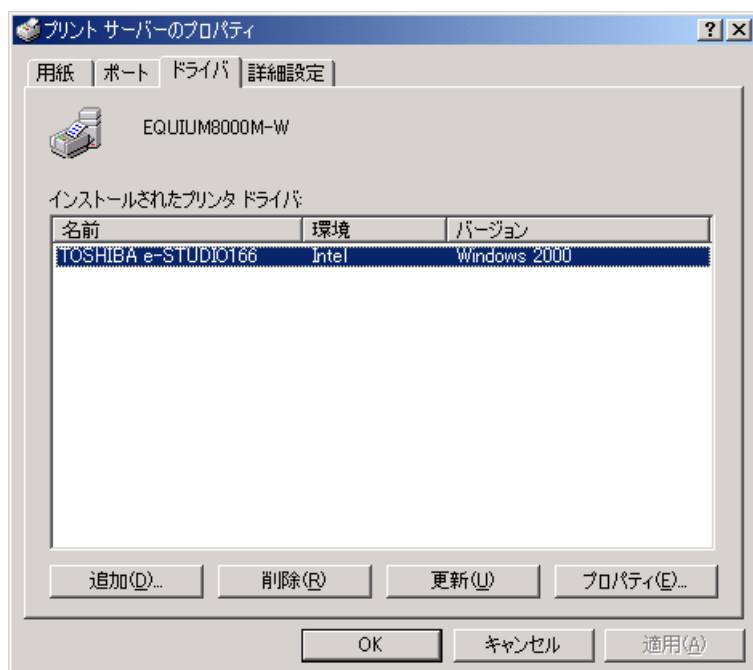 プリント サーバーのプロパティ
用紙 ポート ドライバ 詳細設定
EQUIUM8000M-W
インストールされたプリンタ ドライバ:
名前 環境 バージョン
TOSHIBA e-STUDIO166 Intel Windows 2000
追加(D)... 削除(R) 更新(U) プロパティ(E)...
OK キャンセル 適用(A)